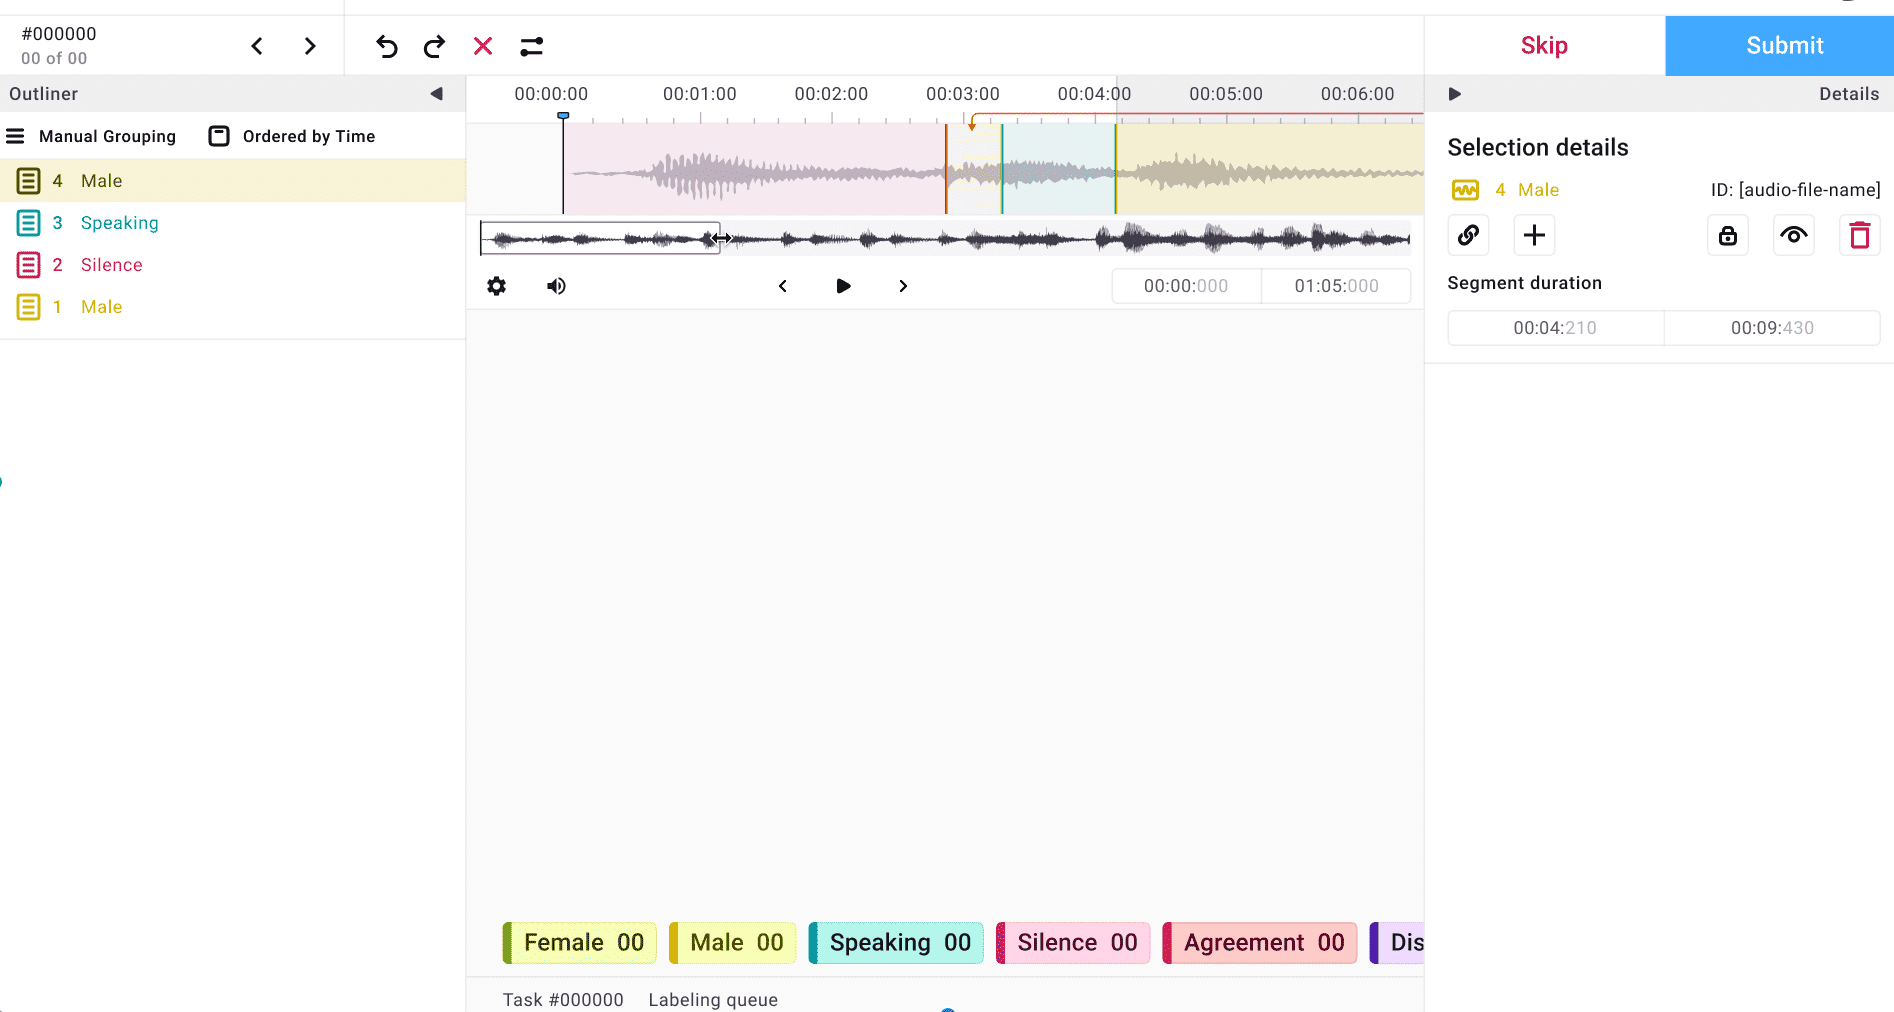 #000000
00 of 00
Skip
Submit
Outliner
00:00:00 00:01:00 00:02:00 00:03:00 00:04:00 00:05:00 00:06:00
Details
Manual Grouping Ordered by Time
4 Male
3 Speaking
2 Silence
1 Male
00:00:000 01:05:000
Selection details
4 Male ID: [audio-file-name]
Segment duration
00:04:210 00:09:430
Female 00 Male 00 Speaking 00 Silence 00 Agreement 00 Dis
Task #000000 Labeling queue